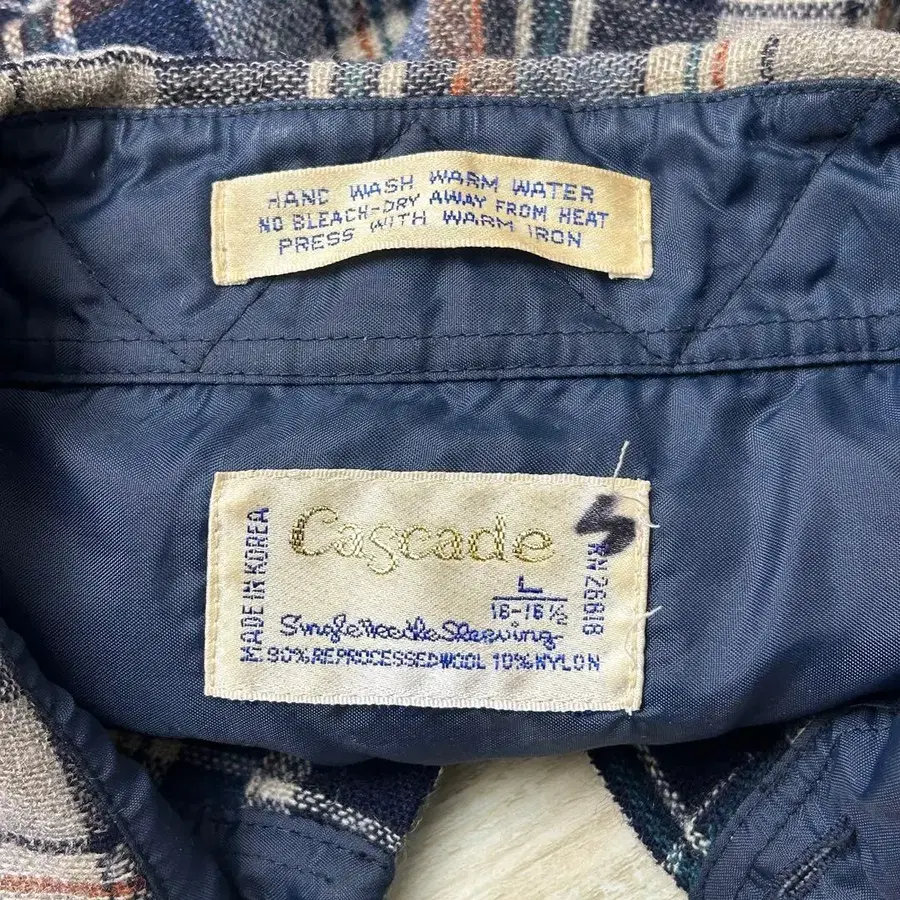 HAND WASH WARM WATER
NO BLEACH-DRY AWAY FROM HEAT
PRESS WITH WARM IRON
MADE IN KOREA
Cascade
L
16-16½
RN 26818
Single Needle Sleeving
90% REPROCESSED WOOL 10% NYLON